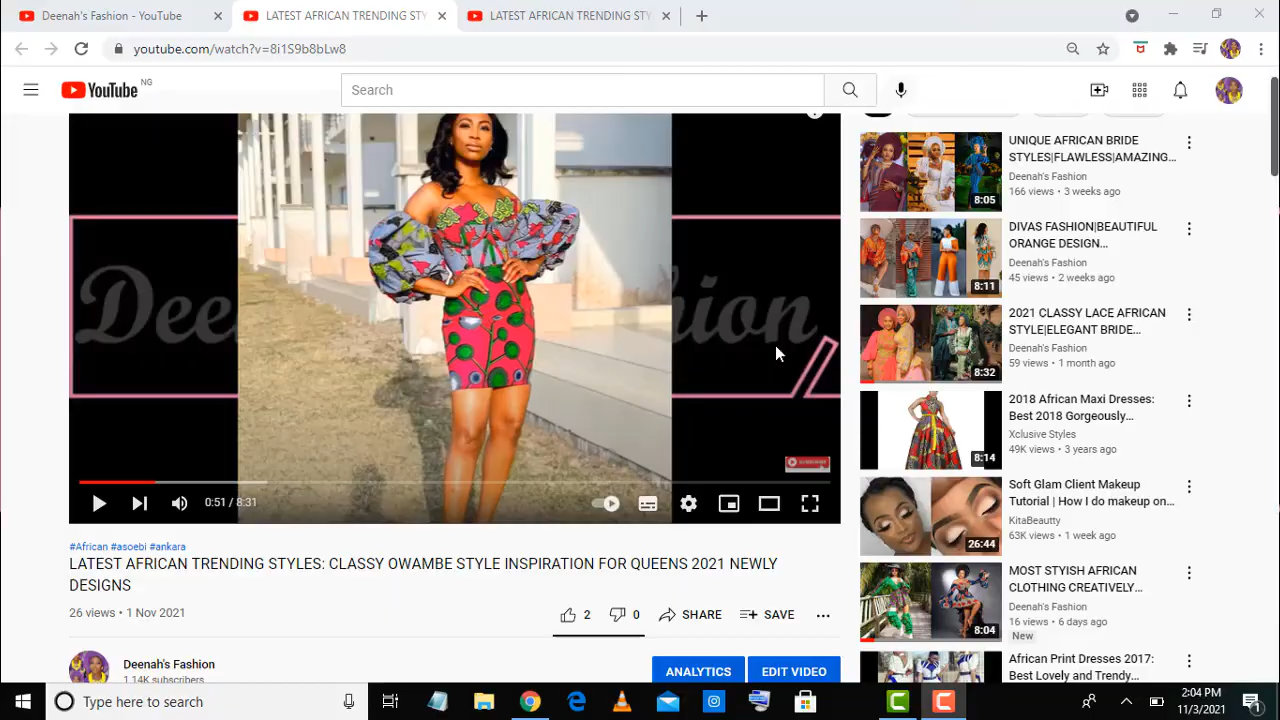 Deenah's Fashion - YouTube
LATEST AFRICAN TRENDING STY
LATEST AFRICAN TRENDING STY
youtube.com/watch?v=8i1S9b8bLw8
YouTube NG
Search
0:51 / 8:31
#African #asoebi #ankara
LATEST AFRICAN TRENDING STYLES: CLASSY OWAMBE STYLE INSPIRATION FOR QUEENS 2021 NEWLY
DESIGNS
26 views • 1 Nov 2021
2
0
SHARE
SAVE
Deenah's Fashion
1.14K subscribers
ANALYTICS
EDIT VIDEO
UNIQUE AFRICAN BRIDE
STYLES|FLAWLESS|AMAZING...
Deenah's Fashion
166 views • 3 weeks ago
8:05
DIVAS FASHION|BEAUTIFUL
ORANGE DESIGN...
Deenah's Fashion
45 views • 2 weeks ago
8:11
2021 CLASSY LACE AFRICAN
STYLE|ELEGANT BRIDE...
Deenah's Fashion
59 views • 1 month ago
8:32
2018 African Maxi Dresses:
Best 2018 Gorgeously...
Xclusive Styles
49K views • 3 years ago
8:14
Soft Glam Client Makeup
Tutorial | How I do makeup on...
KitaBeautty
63K views • 1 week ago
26:44
MOST STYISH AFRICAN
CLOTHING CREATIVELY...
Deenah's Fashion
16 views • 6 days ago
New
8:04
African Print Dresses 2017:
Best Lovely and Trendy...
Type here to search
2:04 PM
11/3/2021